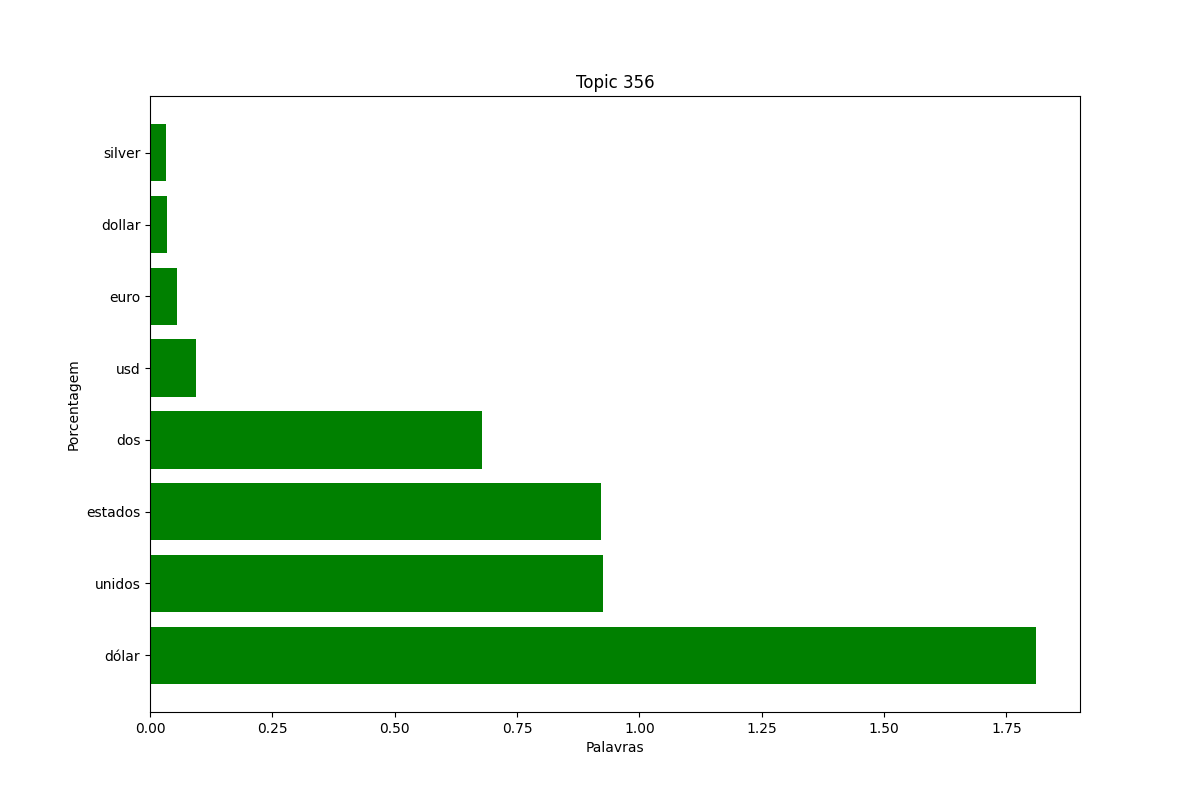 Topic 356
silver
dollar
euro
usd
dos
estados
unidos
dólar
Porcentagem
0.00 0.25 0.50 0.75 1.00 1.25 1.50 1.75
Palavras